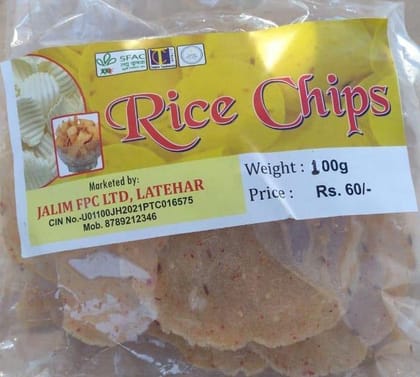 SFAC
Rice Chips
Marketed by:
JALIM FPC LTD, LATEHAR
CIN No.-U01100JH2021PTC016575
Mob. 8789212346
Weight : 100g
Price : Rs. 60/-